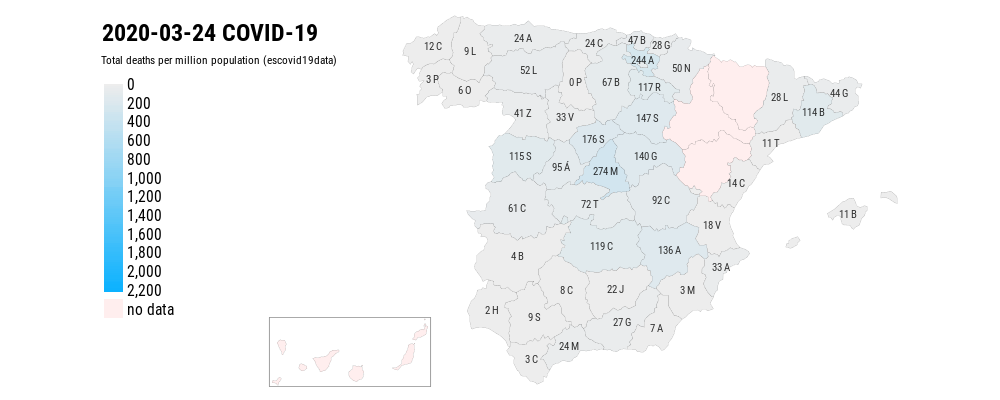 2020-03-24 COVID-19
Total deaths per million population (escovid19data)
0
200
400
600
800
1,000
1,200
1,400
1,600
1,800
2,000
2,200
no data
12 C
9 L
24 A
24 C
47 B
28 G
244 A
50 N
3 P
6 O
52 L
0 P
67 B
117 R
41 Z
33 V
147 S
28 L
44 G
114 B
11 T
115 S
95 Á
176 S
274 M
140 G
14 C
61 C
72 T
92 C
18 V
11 B
4 B
119 C
136 A
33 A
2 H
9 S
8 C
22 J
3 M
27 G
7 A
3 C
24 M